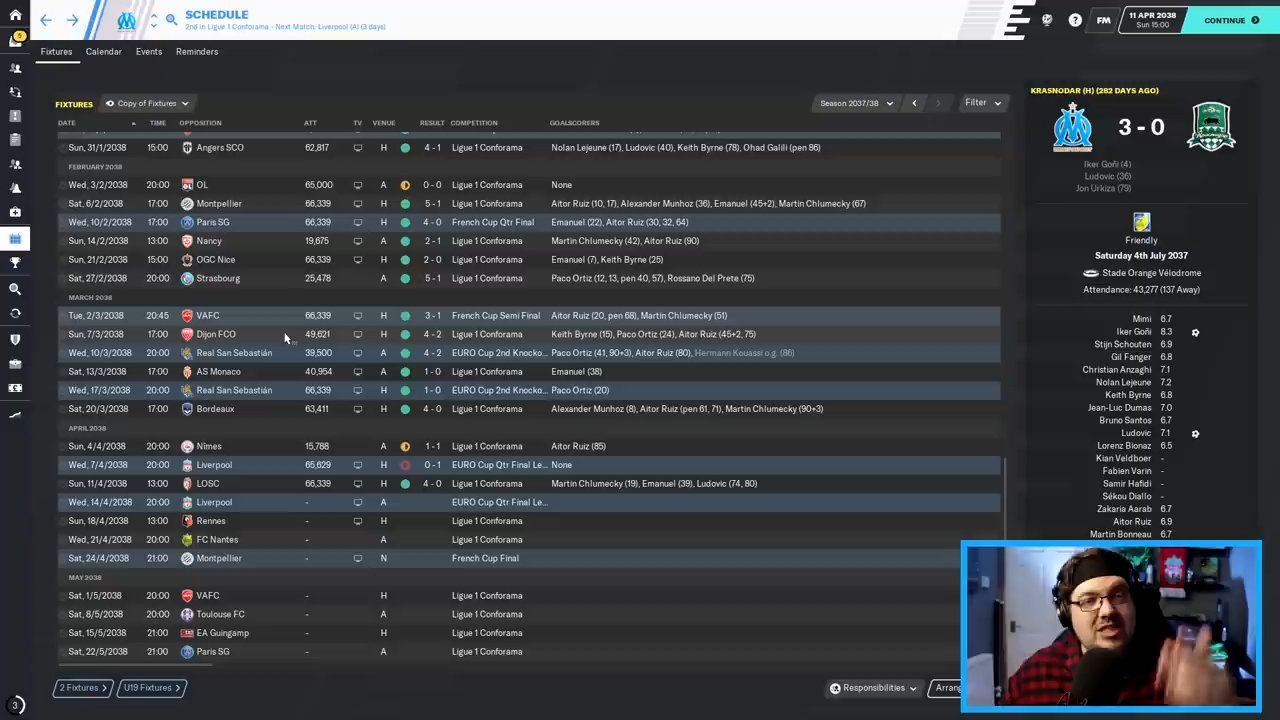 SCHEDULE
2nd in Ligue 1 Conforama - Next Match: Liverpool (A) (3 days)
FM
11 APR 2038
Sun 15:00
CONTINUE
5
Fixtures Calendar Events Reminders
FIXTURES Copy of Fixtures Season 2037/38 Filter
DATE TIME OPPOSITION ATT TV VENUE RESULT COMPETITION GOALSCORERS
Sun, 31/1/2038 15:00 Angers SCO 62,817 H 4 - 1 Ligue 1 Conforama Nolan Lejeune (17), Ludovic (40), Keith Byrne (78), Ohad Galili (pen 86)
FEBRUARY 2038
Wed, 3/2/2038 20:00 OL 65,000 A 0 - 0 Ligue 1 Conforama None
Sat, 6/2/2038 17:00 Montpellier 66,339 H 5 - 1 Ligue 1 Conforama Aitor Ruiz (10, 17), Alexander Munhoz (36), Emanuel (45+2), Martin Chlumecky (67)
Wed, 10/2/2038 17:00 Paris SG 66,339 H 4 - 0 French Cup Qtr Final Emanuel (22), Aitor Ruiz (30, 32, 64)
Sun, 14/2/2038 13:00 Nancy 19,675 A 2 - 1 Ligue 1 Conforama Martin Chlumecky (42), Aitor Ruiz (90)
Sun, 21/2/2038 15:00 OGC Nice 66,339 H 2 - 0 Ligue 1 Conforama Emanuel (7), Keith Byrne (25)
Sat, 27/2/2038 20:00 Strasbourg 25,478 A 5 - 1 Ligue 1 Conforama Paco Ortiz (12, 13, pen 40, 57), Rossano Del Prete (75)
MARCH 2038
Tue, 2/3/2038 20:45 VAFC 66,339 H 3 - 1 French Cup Semi Final Aitor Ruiz (20, pen 68), Martin Chlumecky (51)
Sun, 7/3/2038 17:00 Dijon FCO 49,621 H 4 - 2 Ligue 1 Conforama Keith Byrne (15), Paco Ortiz (24), Aitor Ruiz (45+2, 75)
Wed, 10/3/2038 20:00 Real San Sebastián 39,500 A 4 - 2 EURO Cup 2nd Knocko... Paco Ortiz (41, 90+3), Aitor Ruiz (80), Hermann Kouassi o.g. (86)
Sat, 13/3/2038 17:00 AS Monaco 40,954 A 1 - 0 Ligue 1 Conforama Emanuel (38)
Wed, 17/3/2038 20:00 Real San Sebastián 66,339 H 1 - 0 EURO Cup 2nd Knocko... Paco Ortiz (20)
Sat, 20/3/2038 17:00 Bordeaux 63,411 H 4 - 0 Ligue 1 Conforama Alexander Munhoz (8), Aitor Ruiz (pen 61, 71), Martin Chlumecky (90+3)
APRIL 2038
Sun, 4/4/2038 20:00 Nîmes 15,788 A 1 - 1 Ligue 1 Conforama Aitor Ruiz (85)
Wed, 7/4/2038 20:00 Liverpool 65,629 H 0 - 1 EURO Cup Qtr Final Le... None
Sun, 11/4/2038 13:00 LOSC 66,339 H 4 - 0 Ligue 1 Conforama Martin Chlumecky (19), Emanuel (39), Ludovic (74, 80)
Wed, 14/4/2038 20:00 Liverpool - A EURO Cup Qtr Final Le...
Sun, 18/4/2038 13:00 Rennes - H Ligue 1 Conforama
Wed, 21/4/2038 20:00 FC Nantes - A Ligue 1 Conforama
Sat, 24/4/2038 21:00 Montpellier - N French Cup Final
MAY 2038
Sat, 1/5/2038 20:00 VAFC - H Ligue 1 Conforama
Sat, 8/5/2038 20:00 Toulouse FC - A Ligue 1 Conforama
Sat, 15/5/2038 21:00 EA Guingamp - H Ligue 1 Conforama
Sat, 22/5/2038 21:00 Paris SG - A Ligue 1 Conforama
2 Fixtures U19 Fixtures Responsibilities Arrang
3
KRASNODAR (H) (282 DAYS AGO)
3 - 0
Iker Goñi (4)
Ludovic (36)
Jon Urkiza (79)
Friendly
Saturday 4th July 2037
Stade Orange Vélodrome
Attendance: 43,277 (137 Away)
Mimi 6.7
Iker Goñi 8.3
Stijn Schouten 6.9
Gil Fanger 6.8
Christian Anzaghi 7.1
Nolan Lejeune 7.2
Keith Byrne 6.8
Jean-Luc Dumas 7.0
Bruno Santos 6.7
Ludovic 7.1
Lorenz Bionaz 6.5
Kian Veldboer -
Fabien Varin -
Samir Hafidi -
Sékou Diallo -
Zakaria Aarab 6.7
Aitor Ruiz 6.9
Martin Bonneau 6.7